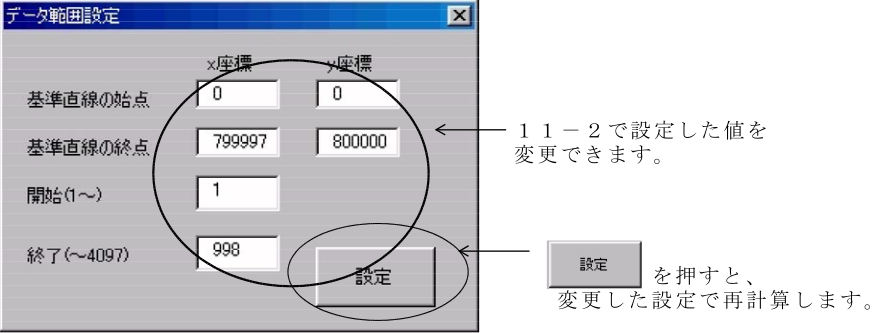 データ範囲設定
x座標 y座標
基準直線の始点 0 0
基準直線の終点 799997 800000
開始(1～) 1
終了(～4097) 998
設定
１１－２で設定した値を
変更できます。
設定 を押すと、
変更した設定で再計算します。